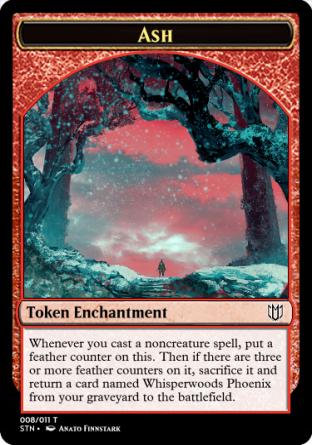 Ash
Token Enchantment
Whenever you cast a noncreature spell, put a
feather counter on this. Then if there are three
or more feather counters on it, sacrifice it and
return a card named Whisperwoods Phoenix
from your graveyard to the battlefield.
008/011 T
STN • Anato Finnstark